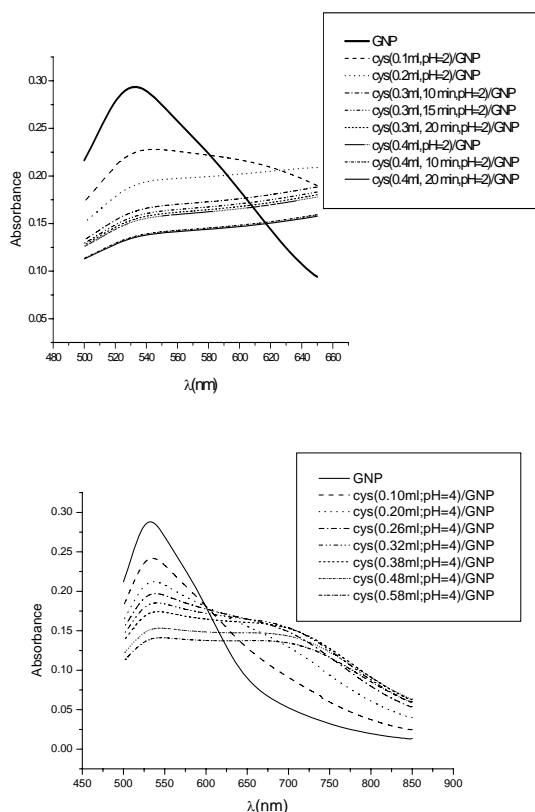 GNP
cys(0.1ml,pH=2)/GNP
cys(0.2ml,pH=2)/GNP
cys(0.3ml,10 min,pH=2)/GNP
cys(0.3ml,15 min,pH=2)/GNP
cys(0.3ml, 20 min,pH=2)/GNP
cys(0.4ml,pH=2)/GNP
cys(0.4ml, 10 min,pH=2)/GNP
cys(0.4ml, 20 min,pH=2)/GNP
0.30
0.25
0.20
0.15
0.10
0.05
Absorbance
480 500 520 540 560 580 600 620 640 660
λ(nm)
GNP
cys(0.10ml;pH=4)/GNP
cys(0.20ml;pH=4)/GNP
cys(0.26ml;pH=4)/GNP
cys(0.32ml;pH=4)/GNP
cys(0.38ml;pH=4)/GNP
cys(0.48ml;pH=4)/GNP
cys(0.58ml;pH=4)/GNP
0.30
0.25
0.20
0.15
0.10
0.05
0.00
Absorbance
450 500 550 600 650 700 750 800 850 900
λ(nm)